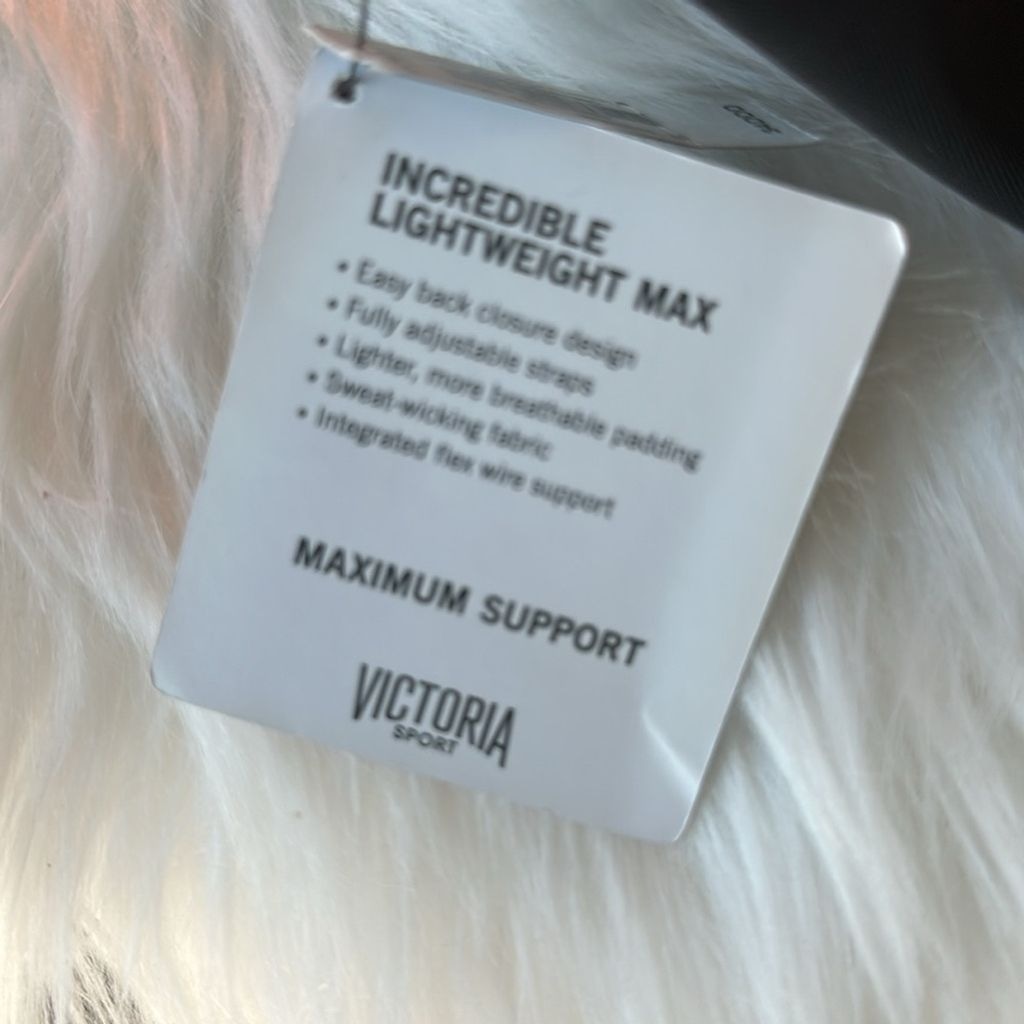 INCREDIBLE
LIGHTWEIGHT MAX
• Easy back closure design
• Fully adjustable straps
• Lighter, more breathable padding
• Sweat-wicking fabric
• Integrated flex wire support
MAXIMUM SUPPORT
VICTORIA
SPORT